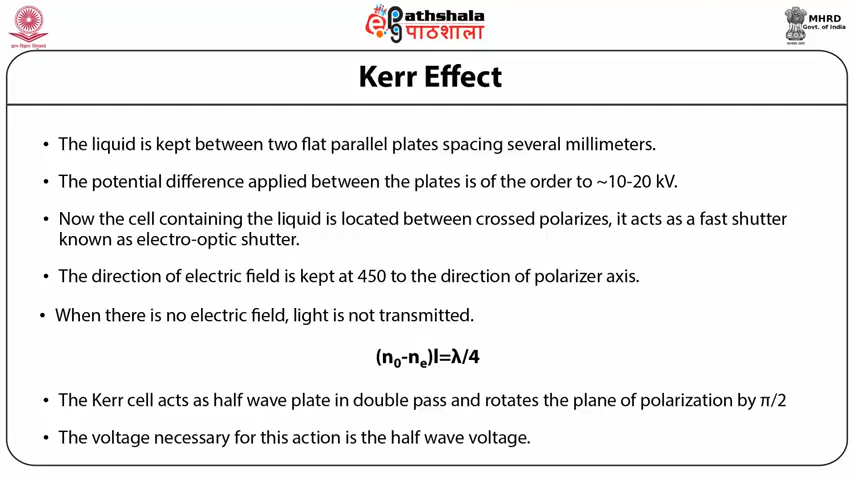 ePathshala
पाठशाला
MHRD
Govt. of India
Kerr Effect
• The liquid is kept between two flat parallel plates spacing several millimeters.
• The potential difference applied between the plates is of the order to ~10-20 kV.
• Now the cell containing the liquid is located between crossed polarizes, it acts as a fast shutter
known as electro-optic shutter.
• The direction of electric field is kept at 450 to the direction of polarizer axis.
• When there is no electric field, light is not transmitted.
(n₀-nₑ)l=λ/4
• The Kerr cell acts as half wave plate in double pass and rotates the plane of polarization by π/2
• The voltage necessary for this action is the half wave voltage.